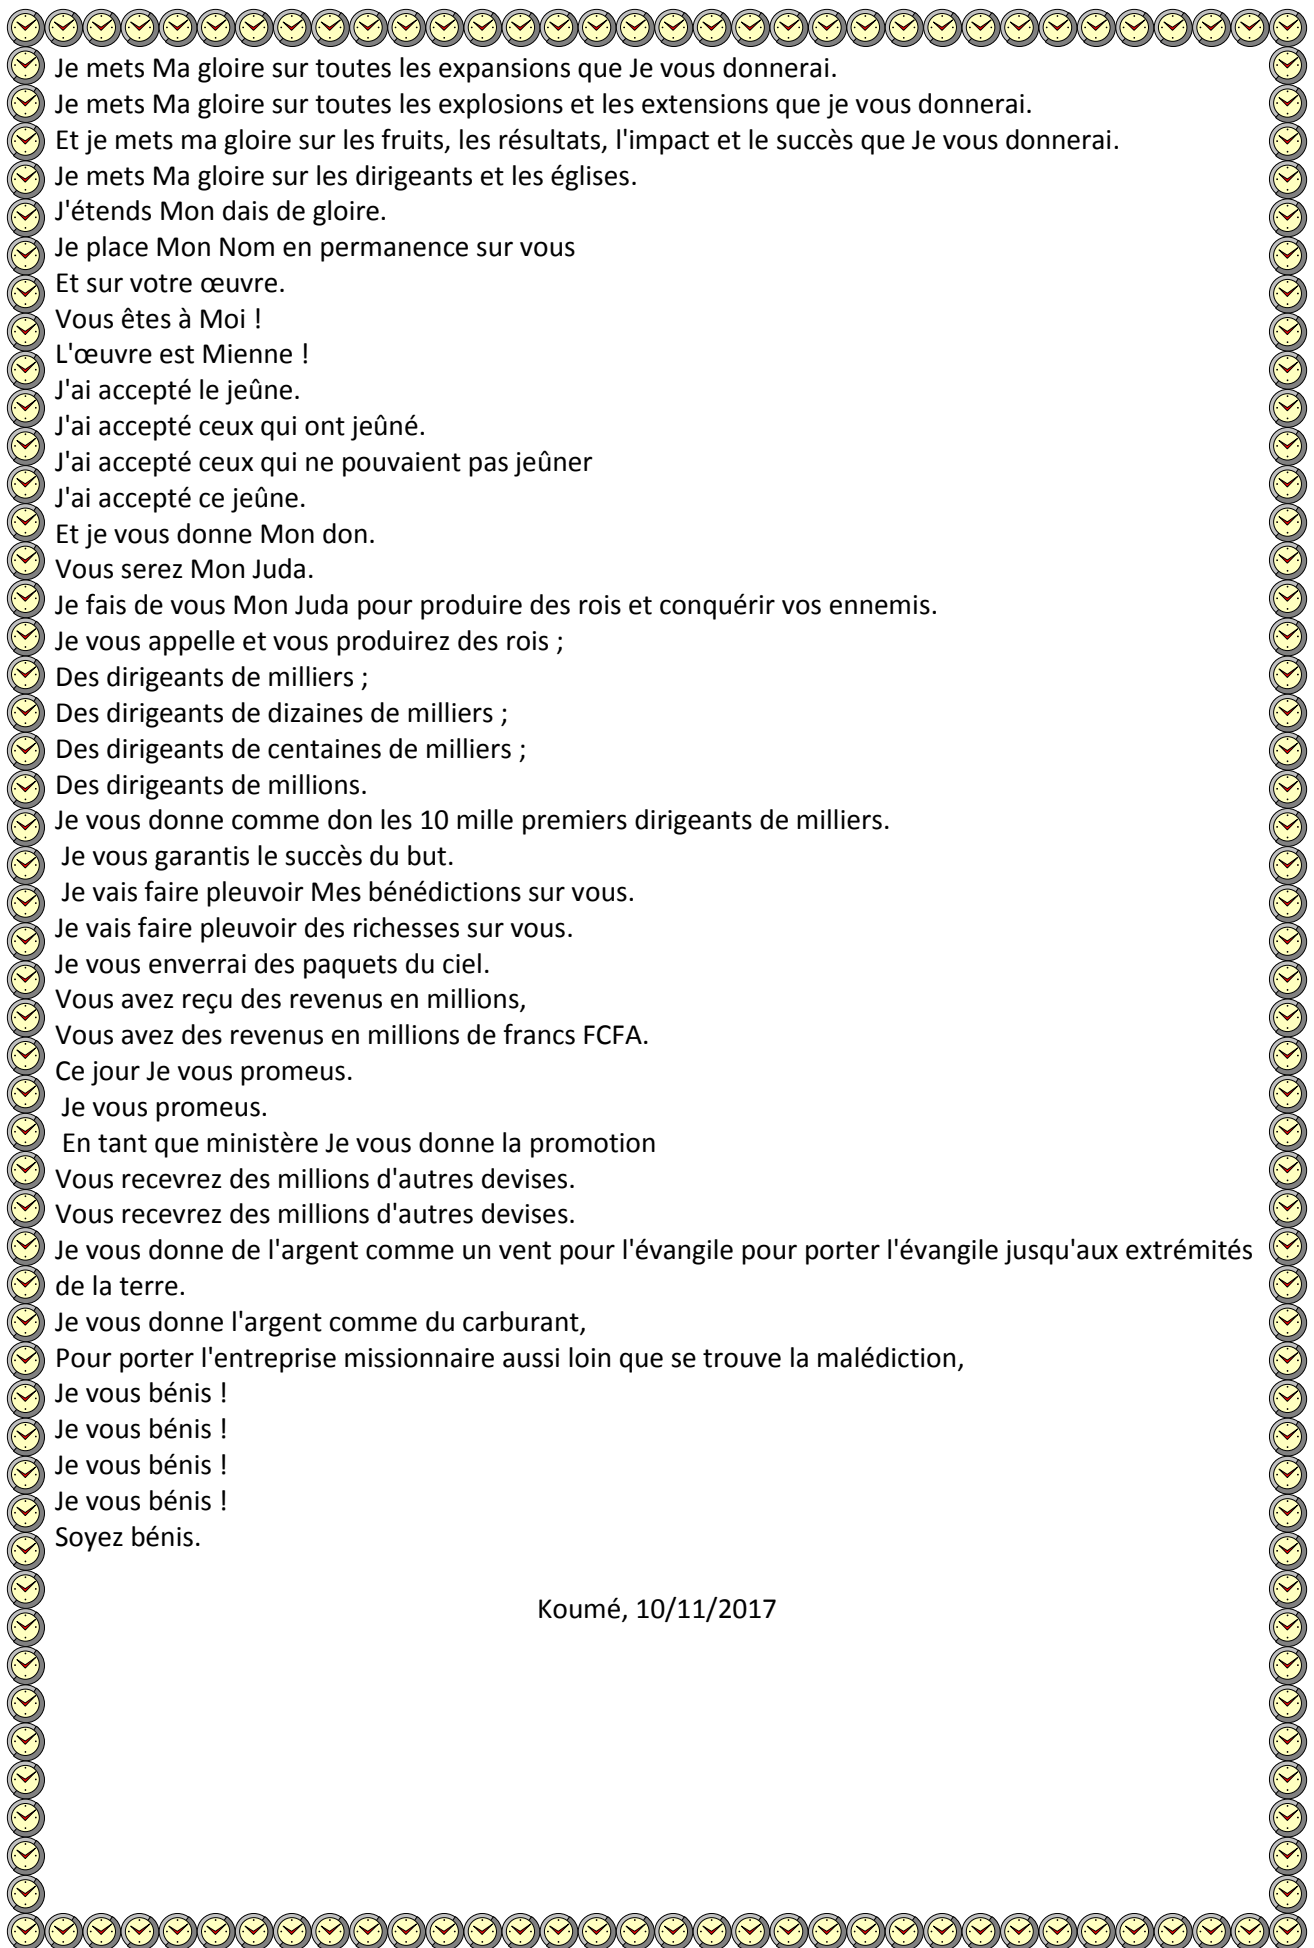 Je mets Ma gloire sur toutes les expansions que Je vous donnerai.
Je mets Ma gloire sur toutes les explosions et les extensions que je vous donnerai.
Et je mets ma gloire sur les fruits, les résultats, l'impact et le succès que Je vous donnerai.
Je mets Ma gloire sur les dirigeants et les églises.
J'étends Mon dais de gloire.
Je place Mon Nom en permanence sur vous
Et sur votre œuvre.
Vous êtes à Moi !
L'œuvre est Mienne !
J'ai accepté le jeûne.
J'ai accepté ceux qui ont jeûné.
J'ai accepté ceux qui ne pouvaient pas jeûner
J'ai accepté ce jeûne.
Et je vous donne Mon don.
Vous serez Mon Juda.
Je fais de vous Mon Juda pour produire des rois et conquérir vos ennemis.
Je vous appelle et vous produirez des rois ;
Des dirigeants de milliers ;
Des dirigeants de dizaines de milliers ;
Des dirigeants de centaines de milliers ;
Des dirigeants de millions.
Je vous donne comme don les 10 mille premiers dirigeants de milliers.
Je vous garantis le succès du but.
Je vais faire pleuvoir Mes bénédictions sur vous.
Je vais faire pleuvoir des richesses sur vous.
Je vous enverrai des paquets du ciel.
Vous avez reçu des revenus en millions,
Vous avez des revenus en millions de francs FCFA.
Ce jour Je vous promeus.
Je vous promeus.
En tant que ministère Je vous donne la promotion
Vous recevrez des millions d'autres devises.
Vous recevrez des millions d'autres devises.
Je vous donne de l'argent comme un vent pour l'évangile pour porter l'évangile jusqu'aux extrémités
de la terre.
Je vous donne l'argent comme du carburant,
Pour porter l'entreprise missionnaire aussi loin que se trouve la malédiction,
Je vous bénis !
Je vous bénis !
Je vous bénis !
Je vous bénis !
Soyez bénis.
Koumé, 10/11/2017